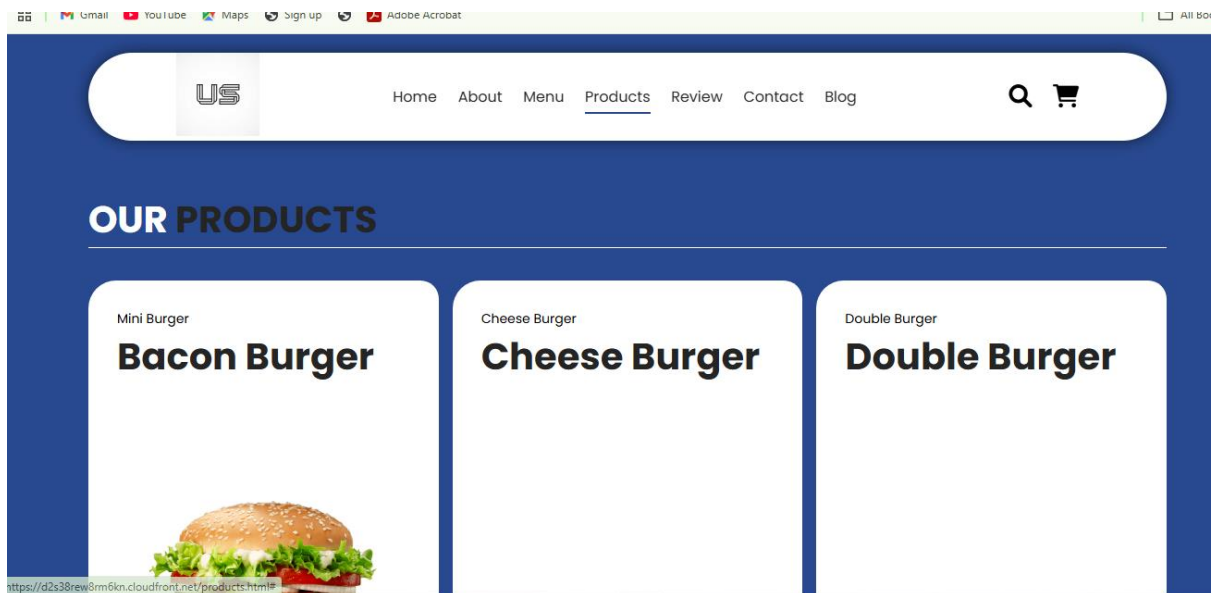 Gmail YouTube Maps Sign up Adobe Acrobat All Boo
US Home About Menu Products Review Contact Blog
OUR PRODUCTS
Mini Burger Cheese Burger Double Burger
Bacon Burger Cheese Burger Double Burger
https://d2s38rew8rm6kn.cloudfront.net/products.html#